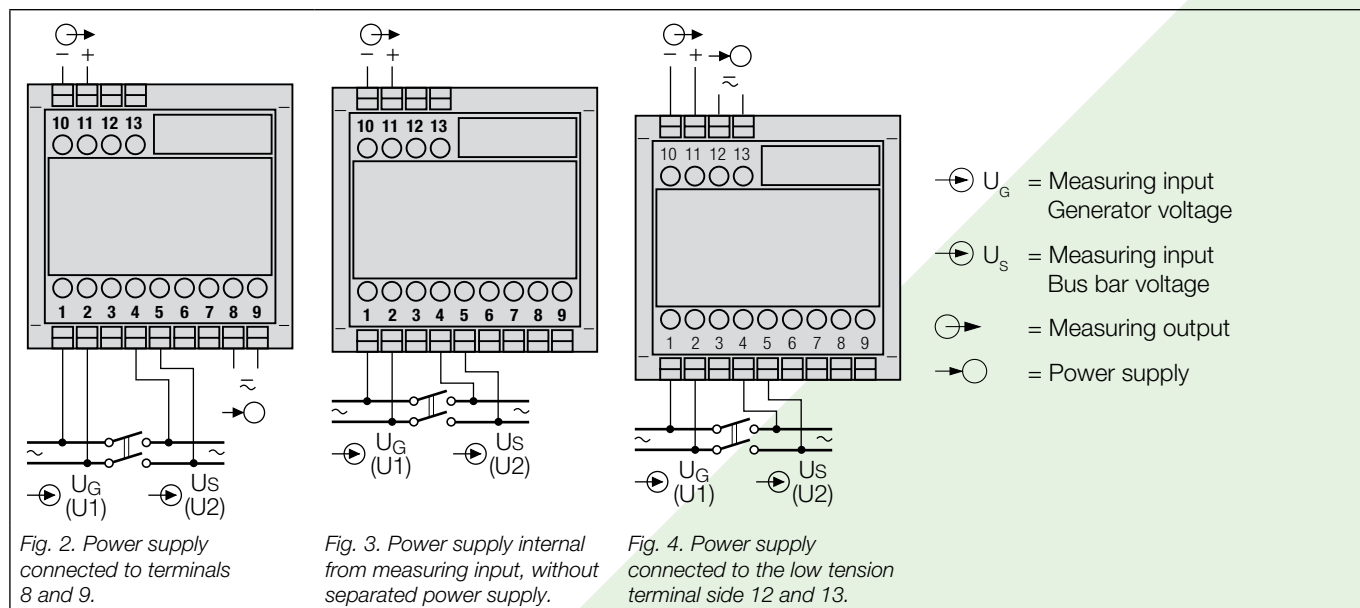 − +
10 11 12 13
1 2 3 4 5 6 7 8 9
≂
~ ~
UG
(U1)
US
(U2)
Fig. 2. Power supply
connected to terminals
8 and 9.
− +
10 11 12 13
1 2 3 4 5 6 7 8 9
~ ~
UG
(U1)
US
(U2)
Fig. 3. Power supply internal
from measuring input, without
separated power supply.
− +
≂
10 11 12 13
1 2 3 4 5 6 7 8 9
~ ~
UG
(U1)
US
(U2)
Fig. 4. Power supply
connected to the low tension
terminal side 12 and 13.
UG = Measuring input
Generator voltage
US = Measuring input
Bus bar voltage
= Measuring output
= Power supply